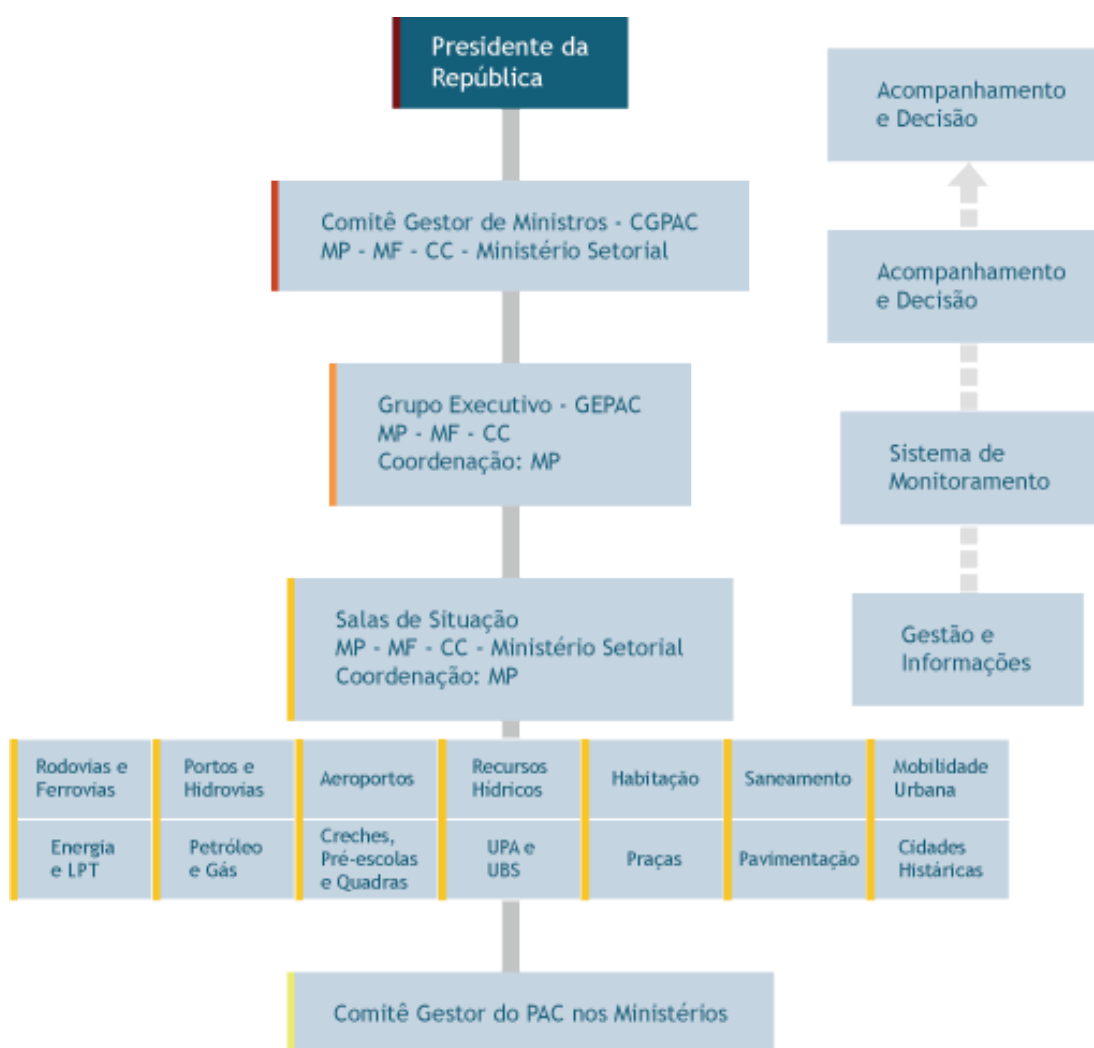 Presidente da
República
Comitê Gestor de Ministros - CGPAC
MP - MF - CC - Ministério Setorial
Grupo Executivo - GEPAC
MP - MF - CC
Coordenação: MP
Salas de Situação
MP - MF - CC - Ministério Setorial
Coordenação: MP
Rodovias e
Ferrovias
Portos e
Hidrovias
Aeroportos
Recursos
Hídricos
Habitação
Saneamento
Mobilidade
Urbana
Energia
e LPT
Petróleo
e Gás
Creches,
Pré-escolas
e Quadras
UPA e
UBS
Praças
Pavimentação
Cidades
Histáricas
Comitê Gestor do PAC nos Ministérios
Acompanhamento
e Decisão
Acompanhamento
e Decisão
Sistema de
Monitoramento
Gestão e
Informações